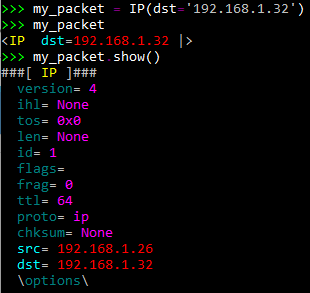 >>> my_packet = IP(dst='192.168.1.32')
>>> my_packet
<IP  dst=192.168.1.32 |>
>>> my_packet.show()
###[ IP ]###
  version= 4
  ihl= None
  tos= 0x0
  len= None
  id= 1
  flags=
  frag= 0
  ttl= 64
  proto= ip
  chksum= None
  src= 192.168.1.26
  dst= 192.168.1.32
  \options\